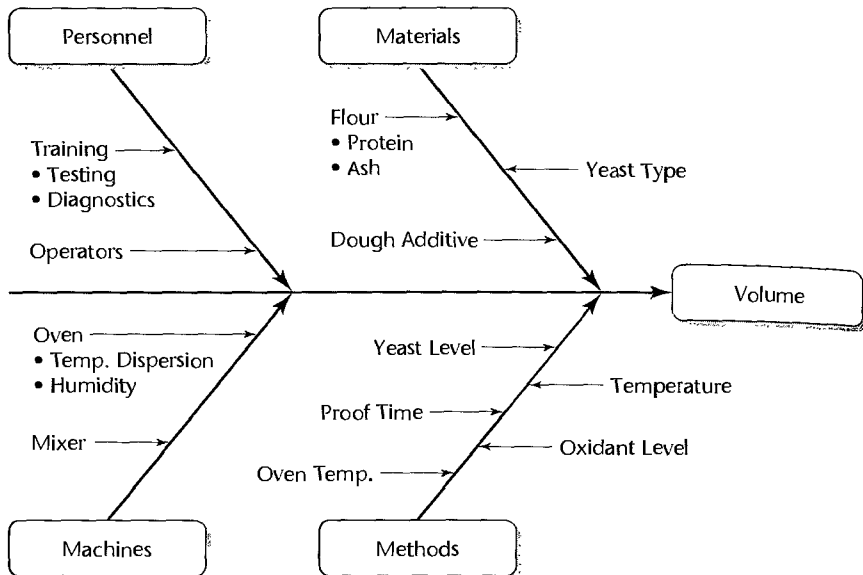 Personnel
Materials
Training
• Testing
• Diagnostics
Operators
Flour
• Protein
• Ash
Yeast Type
Dough Additive
Volume
Oven
• Temp. Dispersion
• Humidity
Mixer
Yeast Level
Temperature
Proof Time
Oxidant Level
Oven Temp.
Machines
Methods